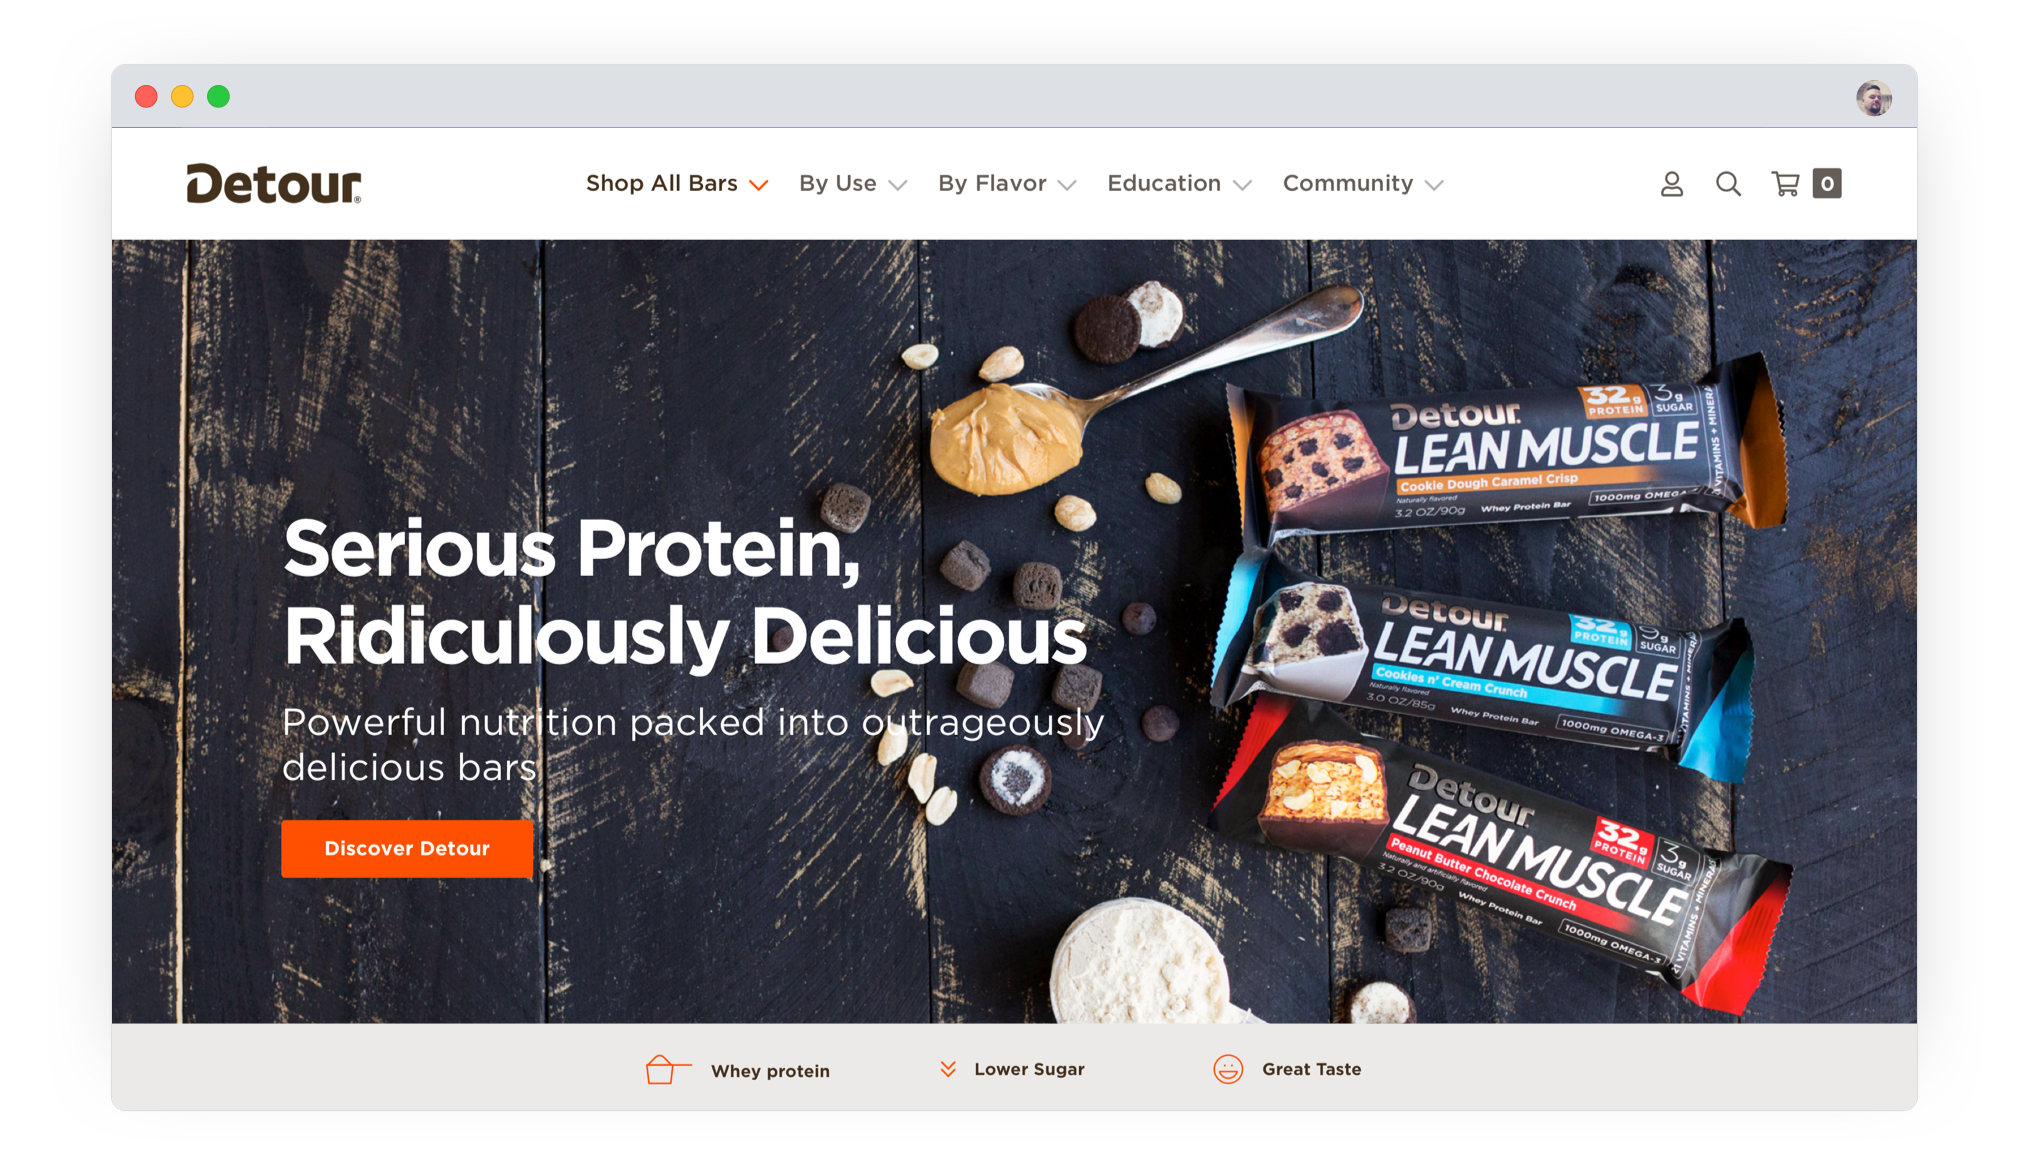 Detour®
Shop All Bars
By Use
By Flavor
Education
Community
0
Serious Protein,
Ridiculously Delicious
Powerful nutrition packed into outrageously
delicious bars
Discover Detour
Detour
32g
PROTEIN
3g
SUGAR
LEAN MUSCLE
Cookie Dough Caramel Crisp
Naturally flavored
3.2 OZ/90g
Whey Protein Bar
1000mg OMEGA-3
VITAMINS + MINERA
Detour
32g
PROTEIN
g
SUGAR
LEAN MUSCLE
Cookies n' Cream Crunch
Naturally flavored
3.0 OZ/85g
Whey Protein Bar
1000mg OMEGA-3
VITAMINS + MINERA
Detour
32g
PROTEIN
3g
SUGAR
LEAN MUSCLE
Peanut Butter Chocolate Crunch
Naturally and artificially flavored
3.2 OZ/90g
Whey Protein Bar
1000mg OMEGA-3
21 VITAMINS + MINERALS
Whey protein
Lower Sugar
Great Taste